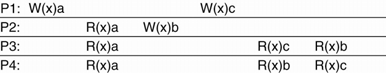 P1: W(x)a W(x)c
P2: R(x)a W(x)b
P3: R(x)a R(x)c R(x)b
P4: R(x)a R(x)b R(x)c